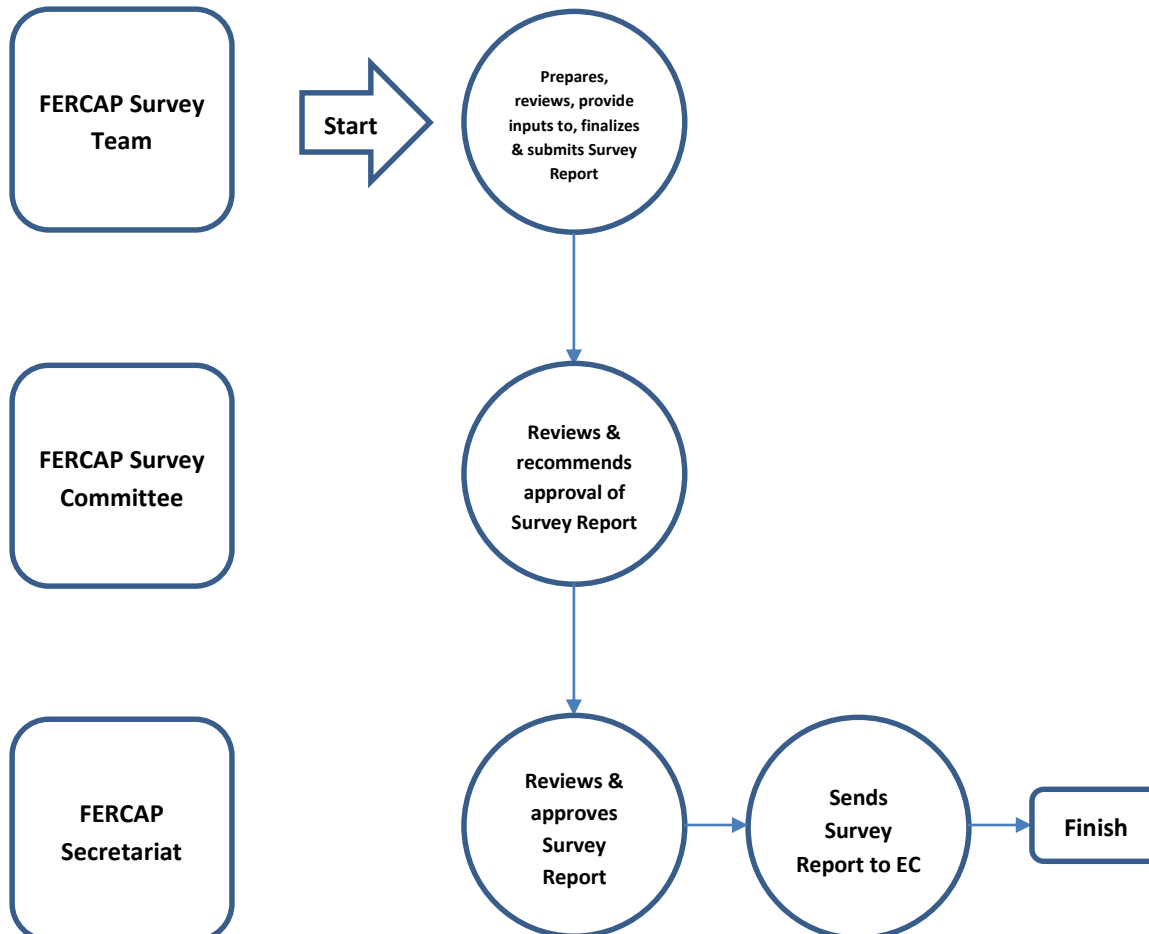 FERCAP Survey
Team
Start
Prepares,
reviews, provide
inputs to, finalizes
& submits Survey
Report
FERCAP Survey
Committee
Reviews &
recommends
approval of
Survey Report
FERCAP
Secretariat
Reviews &
approves
Survey
Report
Sends
Survey
Report to EC
Finish